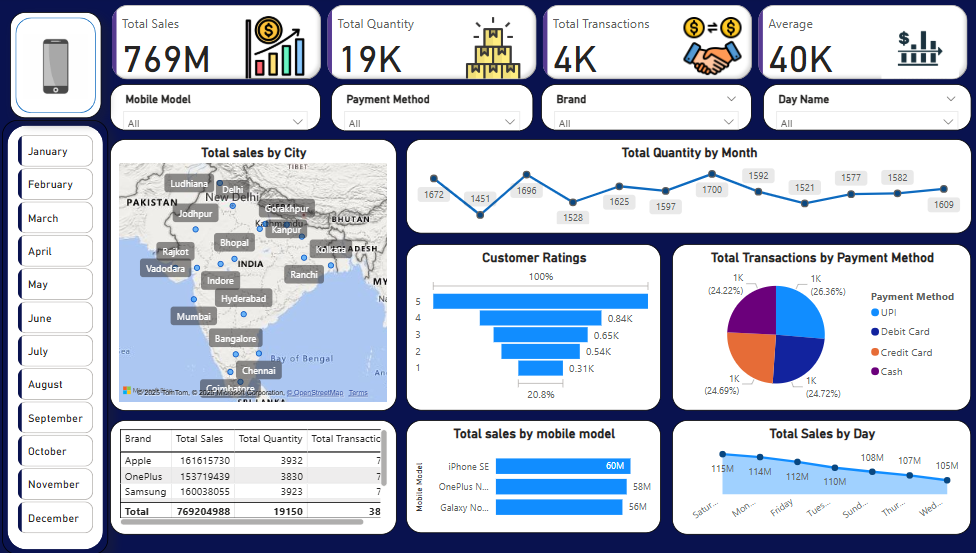 Total Sales
769M
Total Quantity
19K
Total Transactions
4K
Average
40K
Mobile Model
All
Payment Method
All
Brand
All
Day Name
All
January
February
March
April
May
June
July
August
September
October
November
December
Total sales by City
TIBET
Ludhiana
Delhi
New Delhi
PAKISTAN
Jodhpur
Gorakhpur
Kathmandu
BHUTAN
Kanpur
Kolkata
Bhopal
Rajkot
INDIA
Vadodara
Ranchi
Indore
MY
Hyderabad
Mumbai
Bangalore
Bay of Bengal
Chennai
Coimbatore
© 2025 TomTom, © 2025 Microsoft Corporation, © OpenStreetMap Terms
SRI LANKA
Total Quantity by Month
1672
1451
1696
1528
1625
1597
1700
1592
1521
1577
1582
1609
Customer Ratings
100%
5
4
0.84K
3
0.65K
2
0.54K
1
0.31K
20.8%
Total Transactions by Payment Method
1K
(24.22%)
1K
(26.36%)
1K
(24.69%)
1K
(24.72%)
Payment Method
UPI
Debit Card
Credit Card
Cash
Brand Total Sales Total Quantity Total Transactic
Apple 161615730 3932 7
OnePlus 153719439 3830 7
Samsung 160038055 3923 7
Total 769204988 19150 38
Total sales by mobile model
Mobile Model
iPhone SE 60M
OnePlus N... 58M
Galaxy No... 56M
Total Sales by Day
115M
114M
112M
110M
108M
107M
105M
Satur...
Mon...
Friday
Tues...
Sund...
Thur...
Wed...